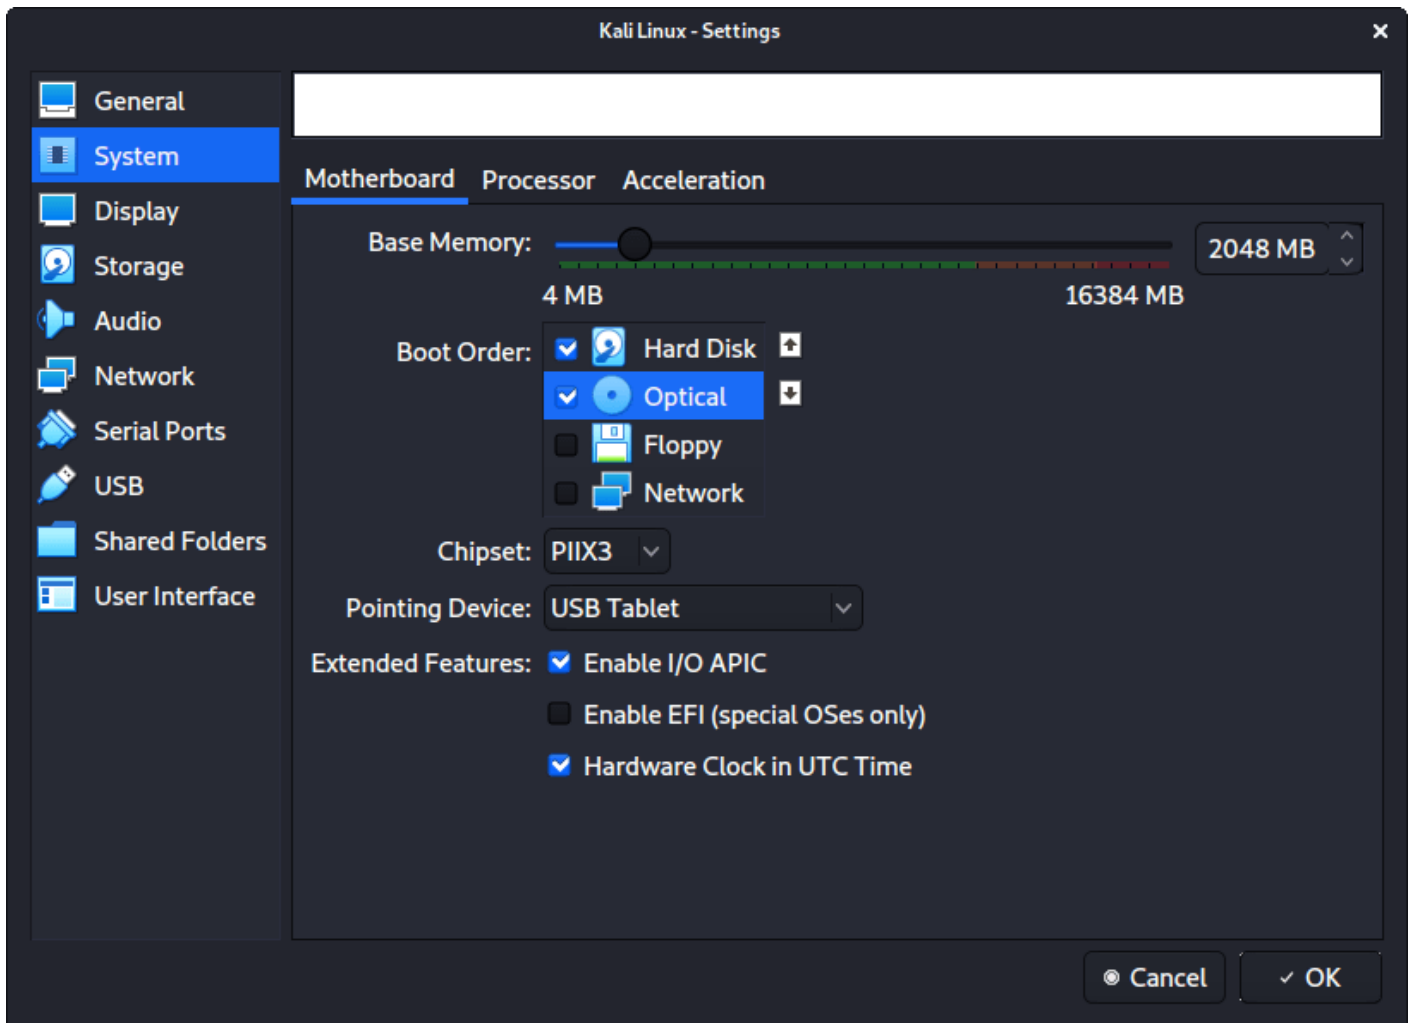 Kali Linux - Settings
General
System
Display
Storage
Audio
Network
Serial Ports
USB
Shared Folders
User Interface
Motherboard Processor Acceleration
Base Memory: 2048 MB
4 MB 16384 MB
Boot Order: Hard Disk
Optical
Floppy
Network
Chipset: PIIX3
Pointing Device: USB Tablet
Extended Features: Enable I/O APIC
Enable EFI (special OSes only)
Hardware Clock in UTC Time
Cancel OK